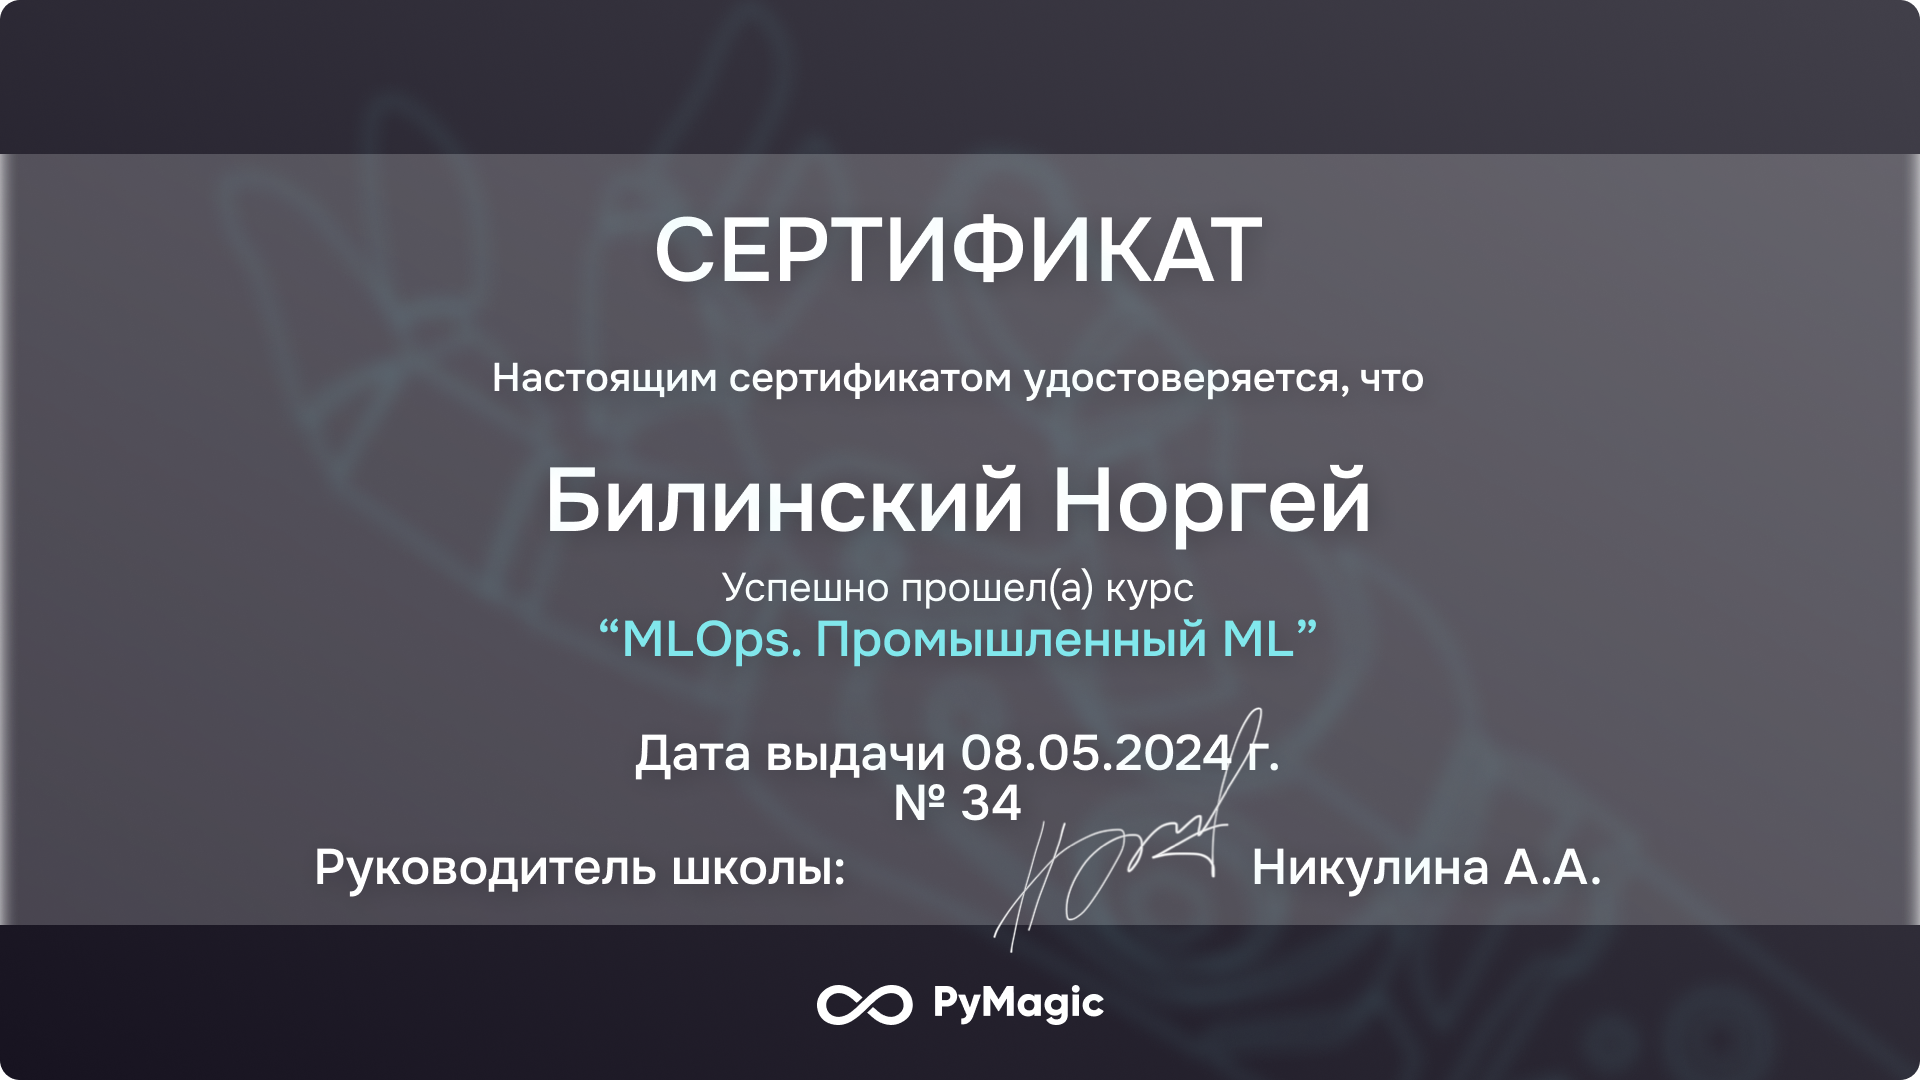 СЕРТИФИКАТ
Настоящим сертификатом удостоверяется, что
Билинский Норгей
Успешно прошел(а) курс
“MLOps. Промышленный ML”
Дата выдачи 08.05.2024 г.
№ 34
Руководитель школы: Никулина А.А.
PyMagic